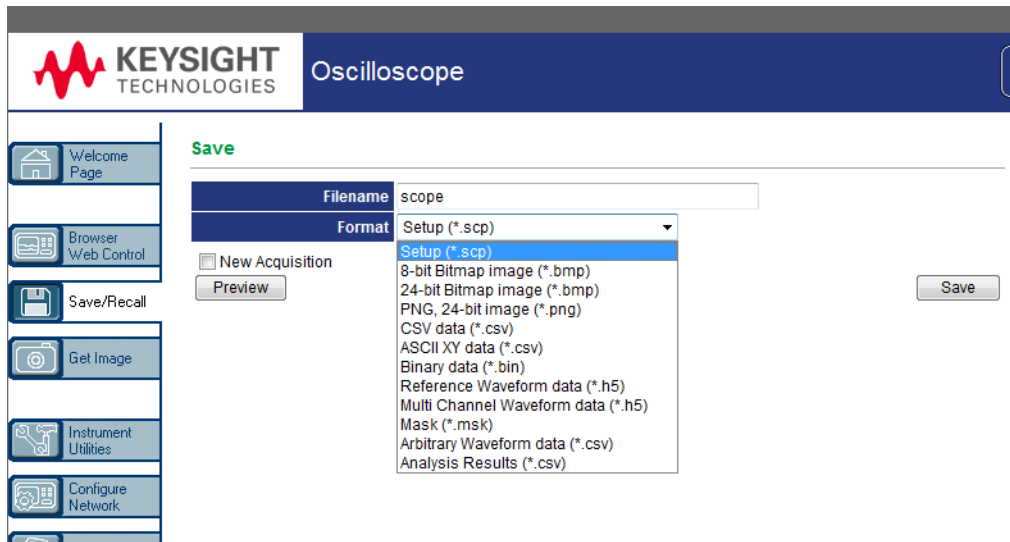 KEYSIGHT
TECHNOLOGIES
Oscilloscope
Welcome
Page
Browser
Web Control
Save/Recall
Get Image
Instrument
Utilities
Configure
Network
Save
Filename scope
Format Setup (*.scp)
Setup (*.scp)
8-bit Bitmap image (*.bmp)
24-bit Bitmap image (*.bmp)
PNG, 24-bit image (*.png)
CSV data (*.csv)
ASCII XY data (*.csv)
Binary data (*.bin)
Reference Waveform data (*.h5)
Multi Channel Waveform data (*.h5)
Mask (*.msk)
Arbitrary Waveform data (*.csv)
Analysis Results (*.csv)
New Acquisition
Preview
Save